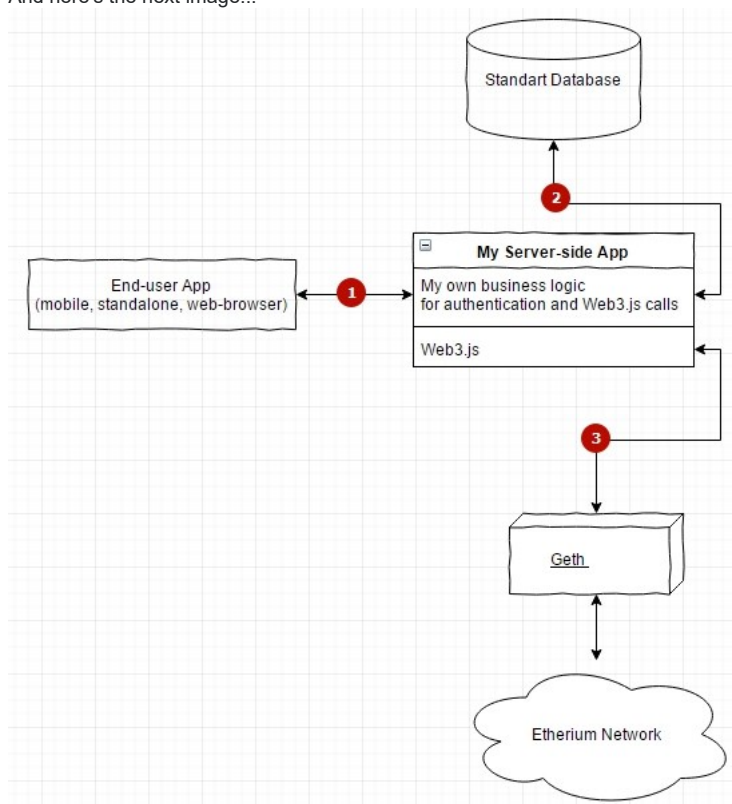 And here's the next image...
Standart Database
2
My Server-side App
End-user App
(mobile, standalone, web-browser)
1
My own business logic
for authentication and Web3.js calls
Web3.js
3
Geth
Etherium Network